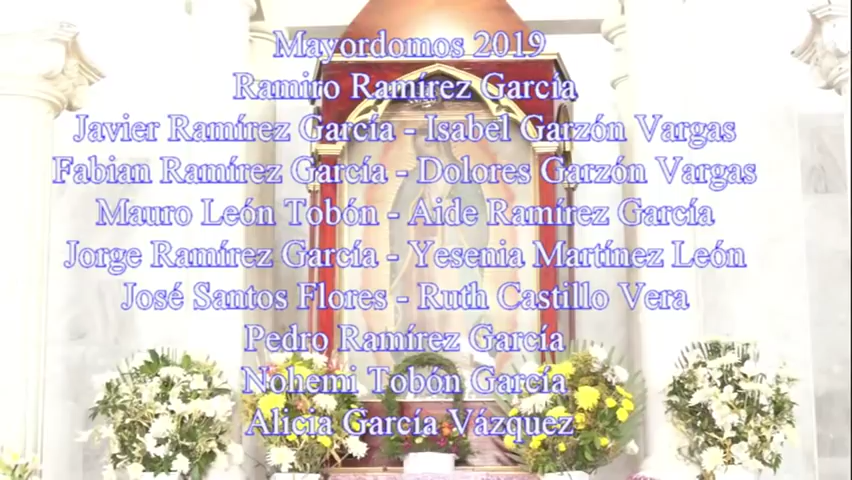 Mayordomos 2019
Ramiro Ramírez García
Javier Ramírez García - Isabel Garzón Vargas
Fabian Ramírez García - Dolores Garzón Vargas
Mauro León Tobón - Aide Ramírez García
Jorge Ramírez García - Yesenia Martínez León
José Santos Flores - Ruth Castillo Vera
Pedro Ramírez García
Nohemi Tobón García
Alicia García Vázquez